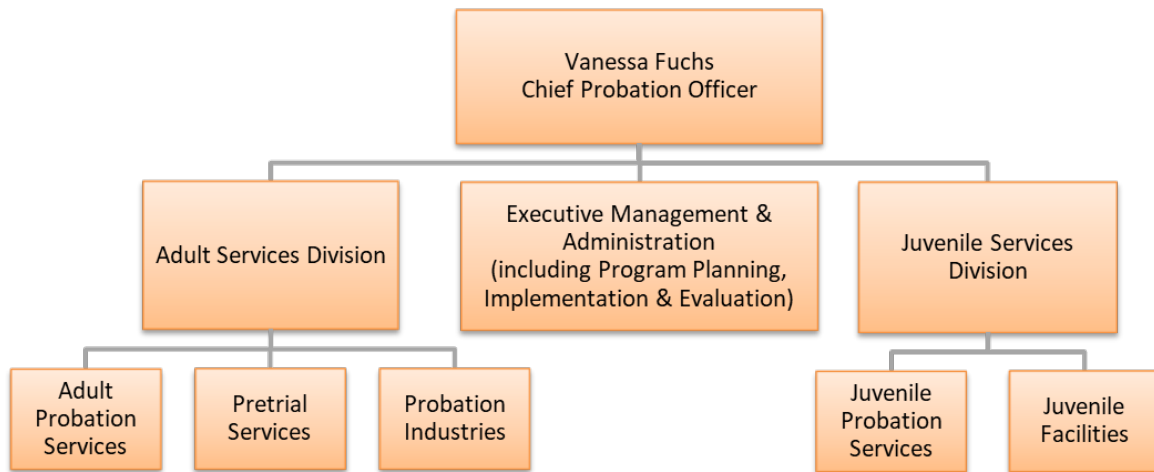 Vanessa Fuchs
Chief Probation Officer
Adult Services Division
Executive Management &
Administration
(including Program Planning,
Implementation & Evaluation)
Juvenile Services
Division
Adult
Probation
Services
Pretrial
Services
Probation
Industries
Juvenile
Probation
Services
Juvenile
Facilities